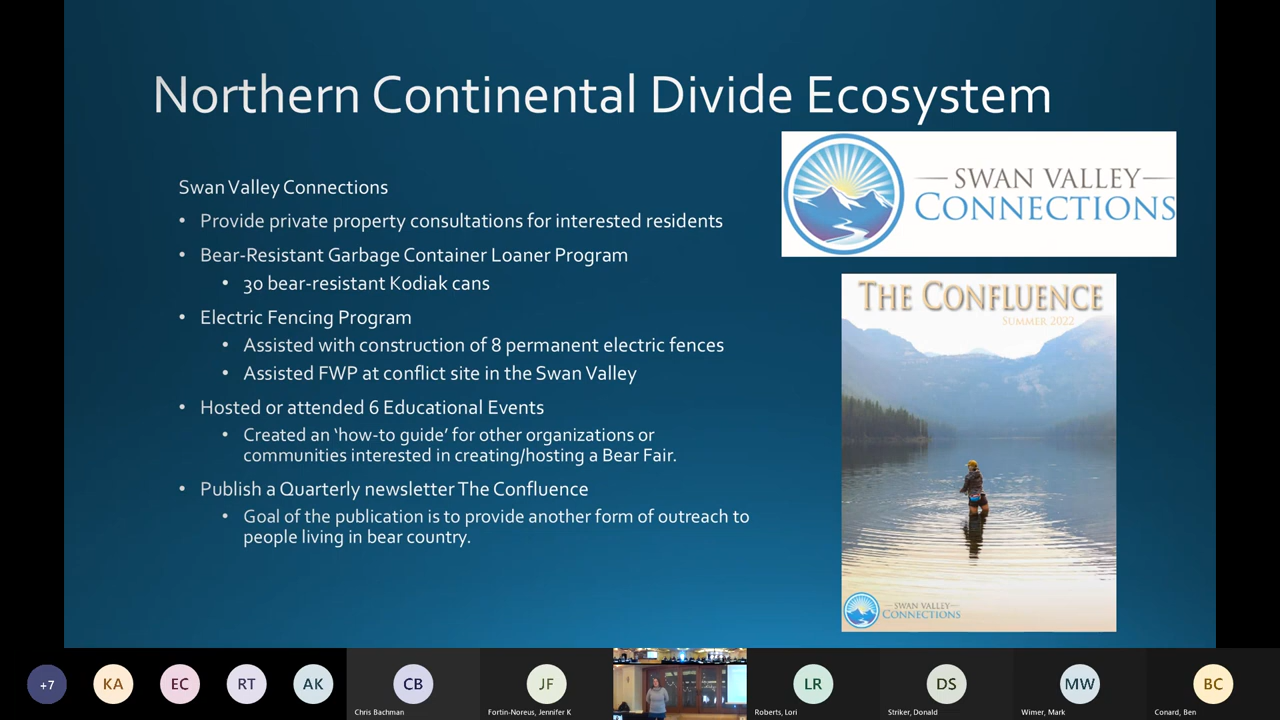 Northern Continental Divide Ecosystem
Swan Valley Connections
• Provide private property consultations for interested residents
• Bear-Resistant Garbage Container Loaner Program
• 30 bear-resistant Kodiak cans
• Electric Fencing Program
• Assisted with construction of 8 permanent electric fences
• Assisted FWP at conflict site in the Swan Valley
• Hosted or attended 6 Educational Events
• Created an ‘how-to guide’ for other organizations or
communities interested in creating/hosting a Bear Fair.
• Publish a Quarterly newsletter The Confluence
• Goal of the publication is to provide another form of outreach to
people living in bear country.
SWAN VALLEY
CONNECTIONS
THE CONFLUENCE
SUMMER 2022
SWAN VALLEY
CONNECTIONS
+7
KA
EC
RT
AK
CB
Chris Bachman
JF
Fortin-Noreus, Jennifer K
LR
Roberts, Lori
DS
Striker, Donald
MW
Wimer, Mark
BC
Conard, Ben